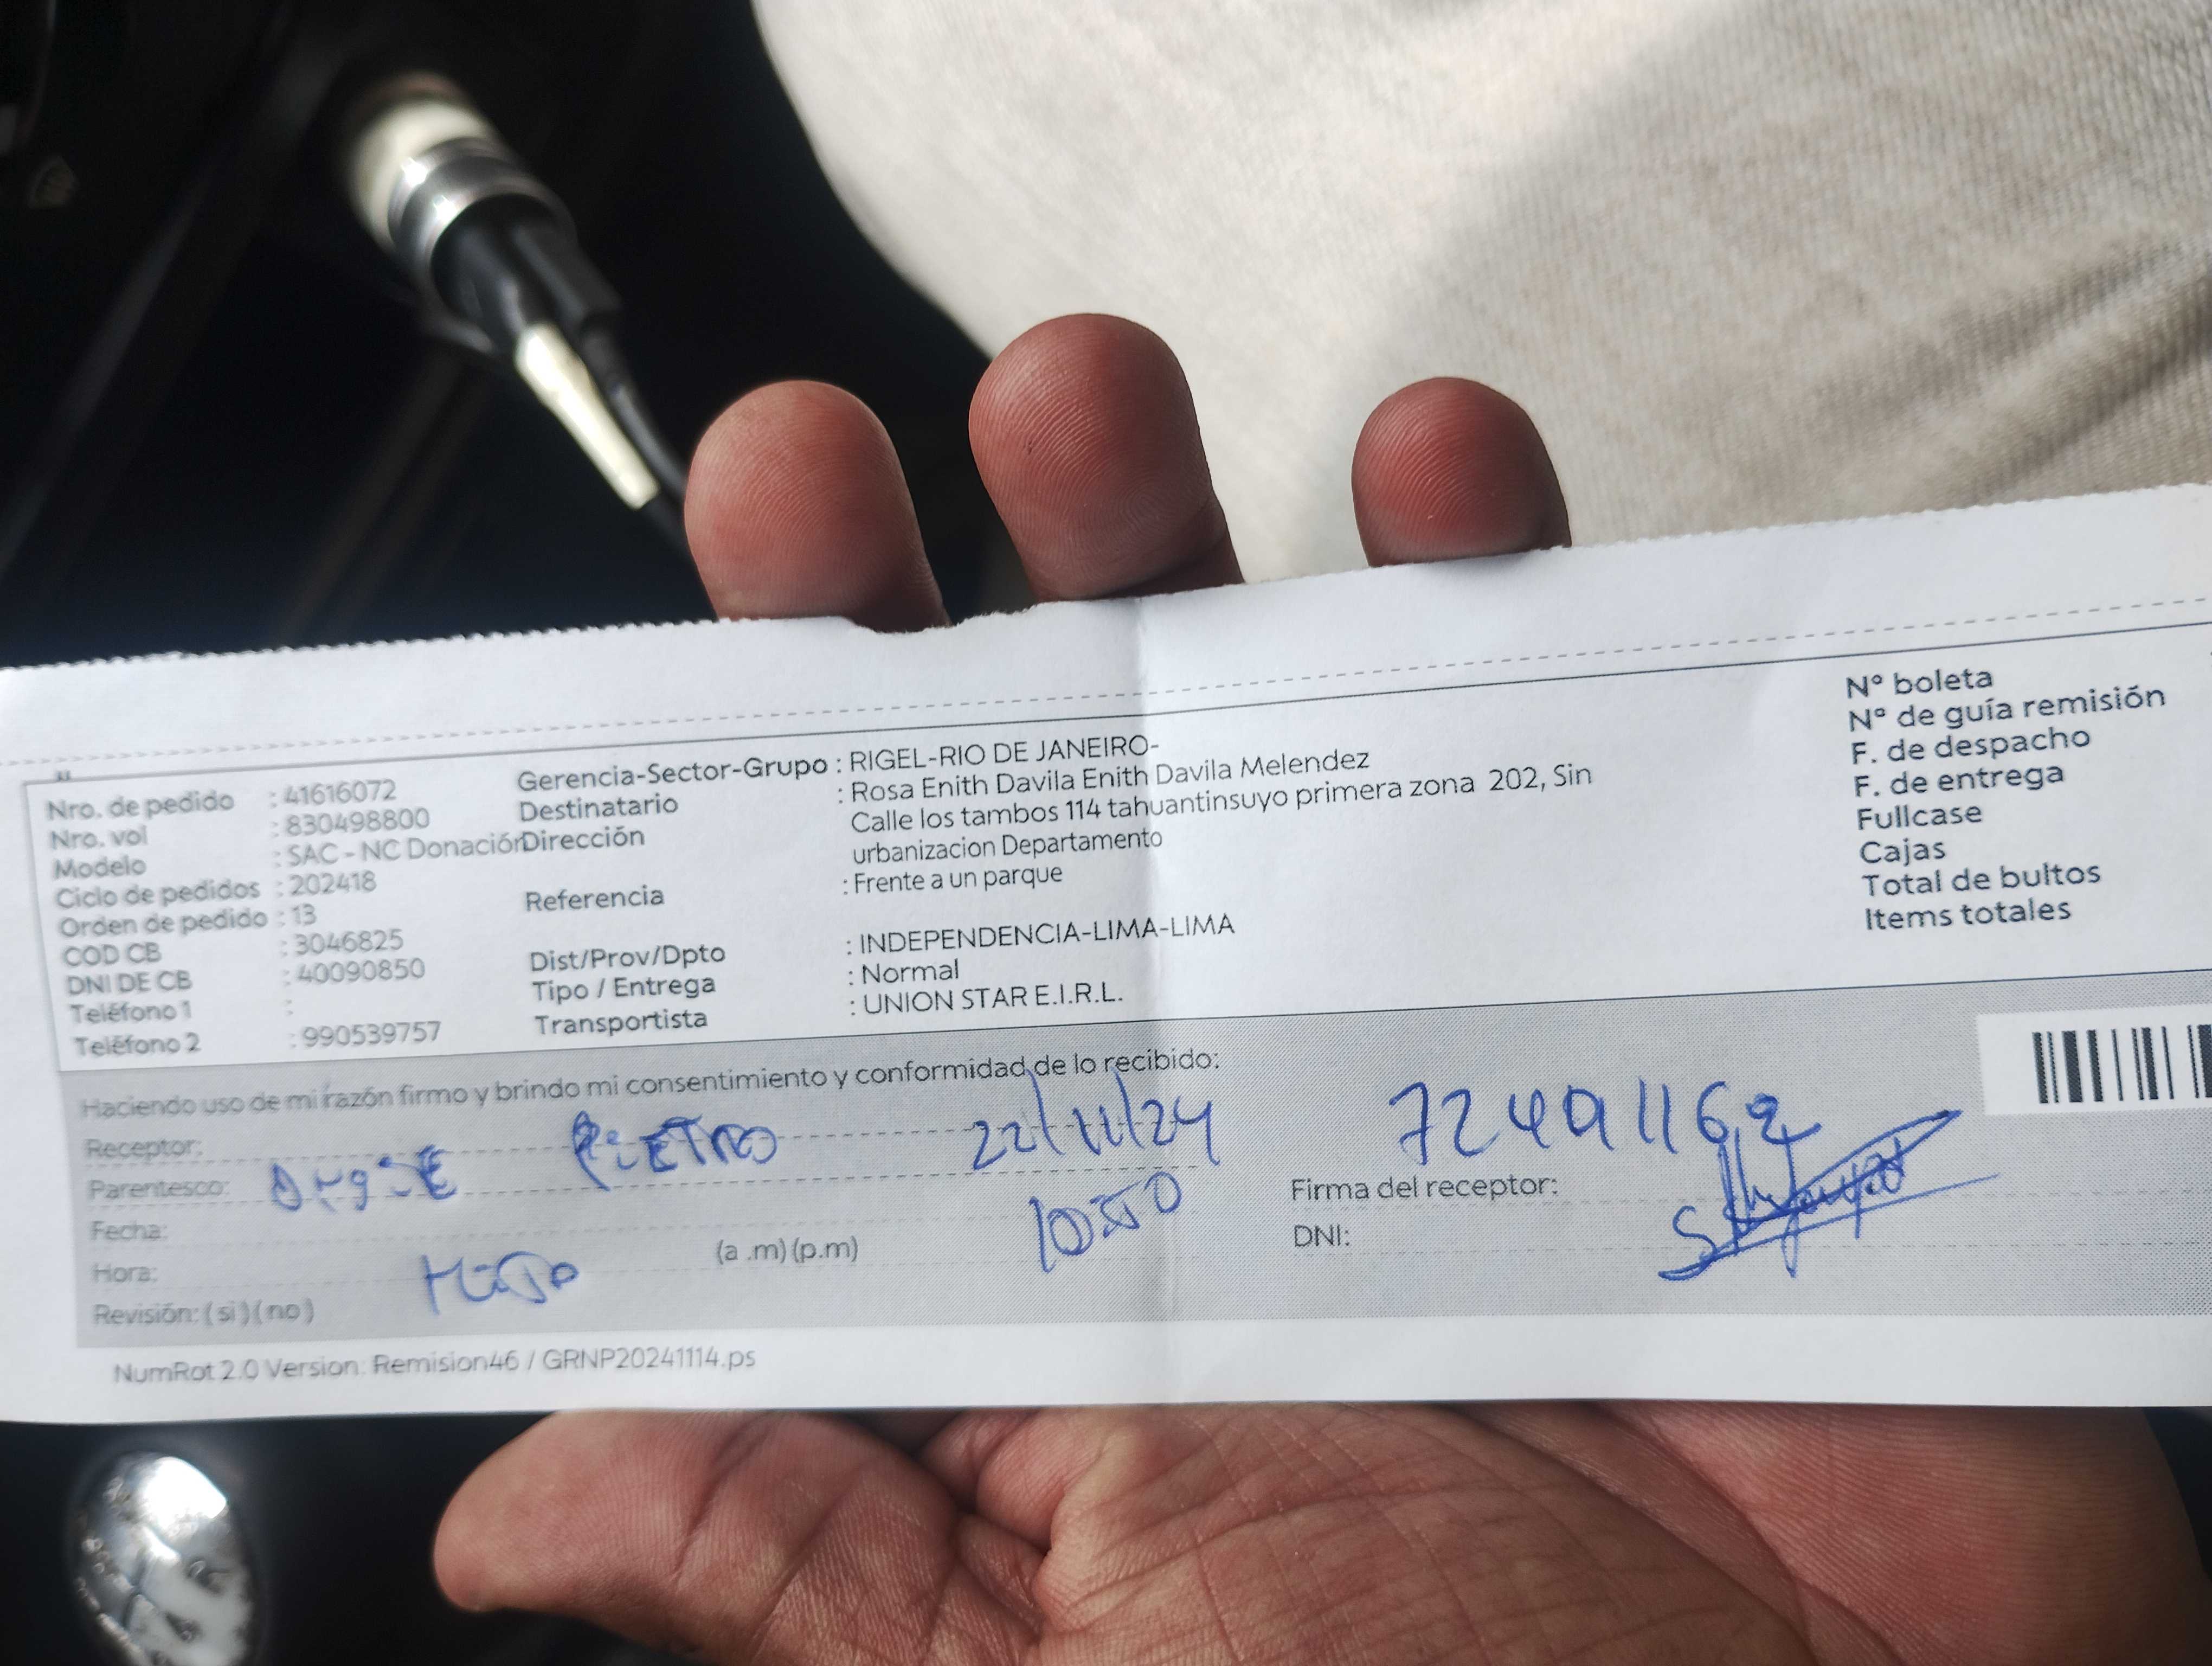 Nro. de pedido : 41616072
Nro. vol : 830498800
Modelo : SAC - NC Donación
Ciclo de pedidos : 202418
Orden de pedido : 13
COD CB : 3046825
DNI DE CB : 40090850
Teléfono 1 :
Teléfono 2 : 990539757
Gerencia-Sector-Grupo : RIGEL-RIO DE JANEIRO-
Destinatario : Rosa Enith Davila Enith Davila Melendez
Dirección Calle los tambos 114 tahuantinsuyo primera zona 202, Sin
urbanizacion Departamento
Referencia : Frente a un parque
Dist/Prov/Dpto : INDEPENDENCIA-LIMA-LIMA
Tipo / Entrega : Normal
Transportista : UNION STAR E.I.R.L.
N° boleta
N° de guía remisión
F. de despacho
F. de entrega
Fullcase
Cajas
Total de bultos
Items totales
Haciendo uso de mi razón firmo y brindo mi consentimiento y conformidad de lo recibido:
Receptor: 22/11/24
Parentesco:
Fecha:
Hora: (a .m) (p.m)
Revisión: ( si ) ( no )
72491162
Firma del receptor:
DNI:
NumRot 2.0 Version: Remision46 / GRNP20241114.ps